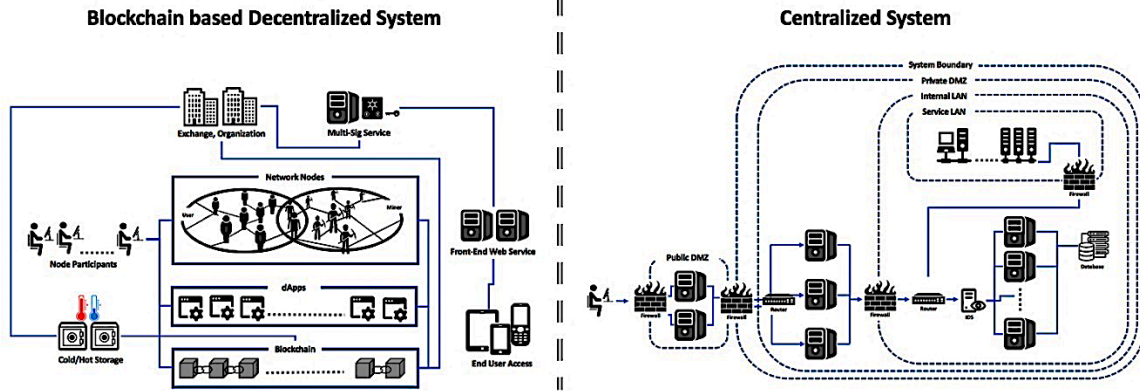 Blockchain based Decentralized System
Exchange, Organization
Multi-Sig Service
Network Nodes
User
Miner
Node Participants
Front-End Web Service
dApps
Cold/Hot Storage
Blockchain
End User Access
Centralized System
System Boundary
Private DMZ
Internal LAN
Service LAN
Firewall
Public DMZ
Database
Firewall
Firewall
Router
Firewall
Router
IDS